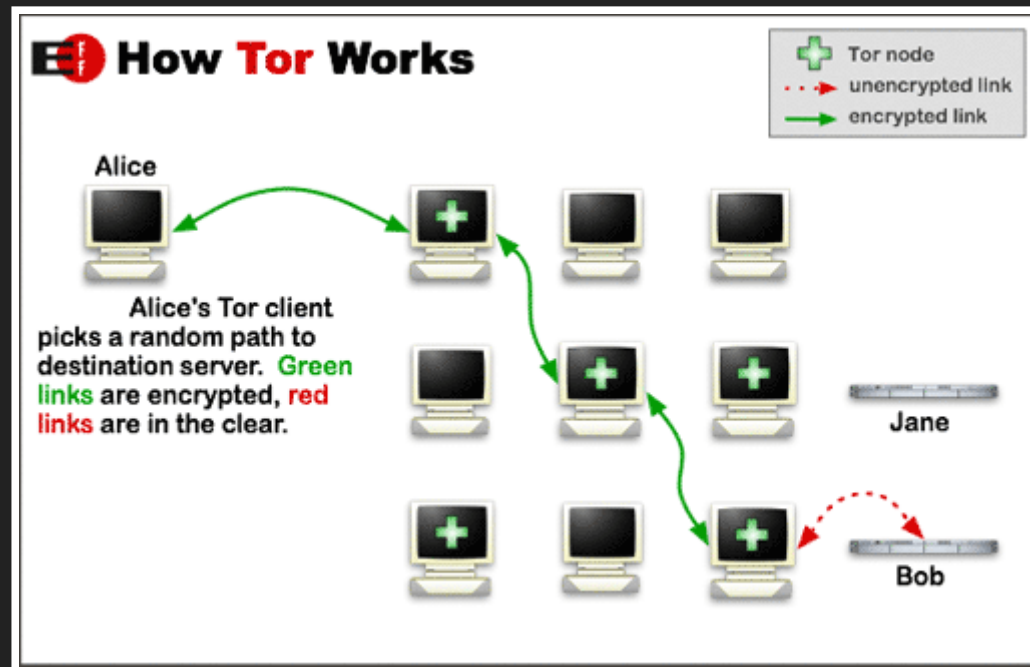 EFF How Tor Works
Tor node
unencrypted link
encrypted link
Alice
Alice's Tor client
picks a random path to
destination server. Green
links are encrypted, red
links are in the clear.
Jane
Bob